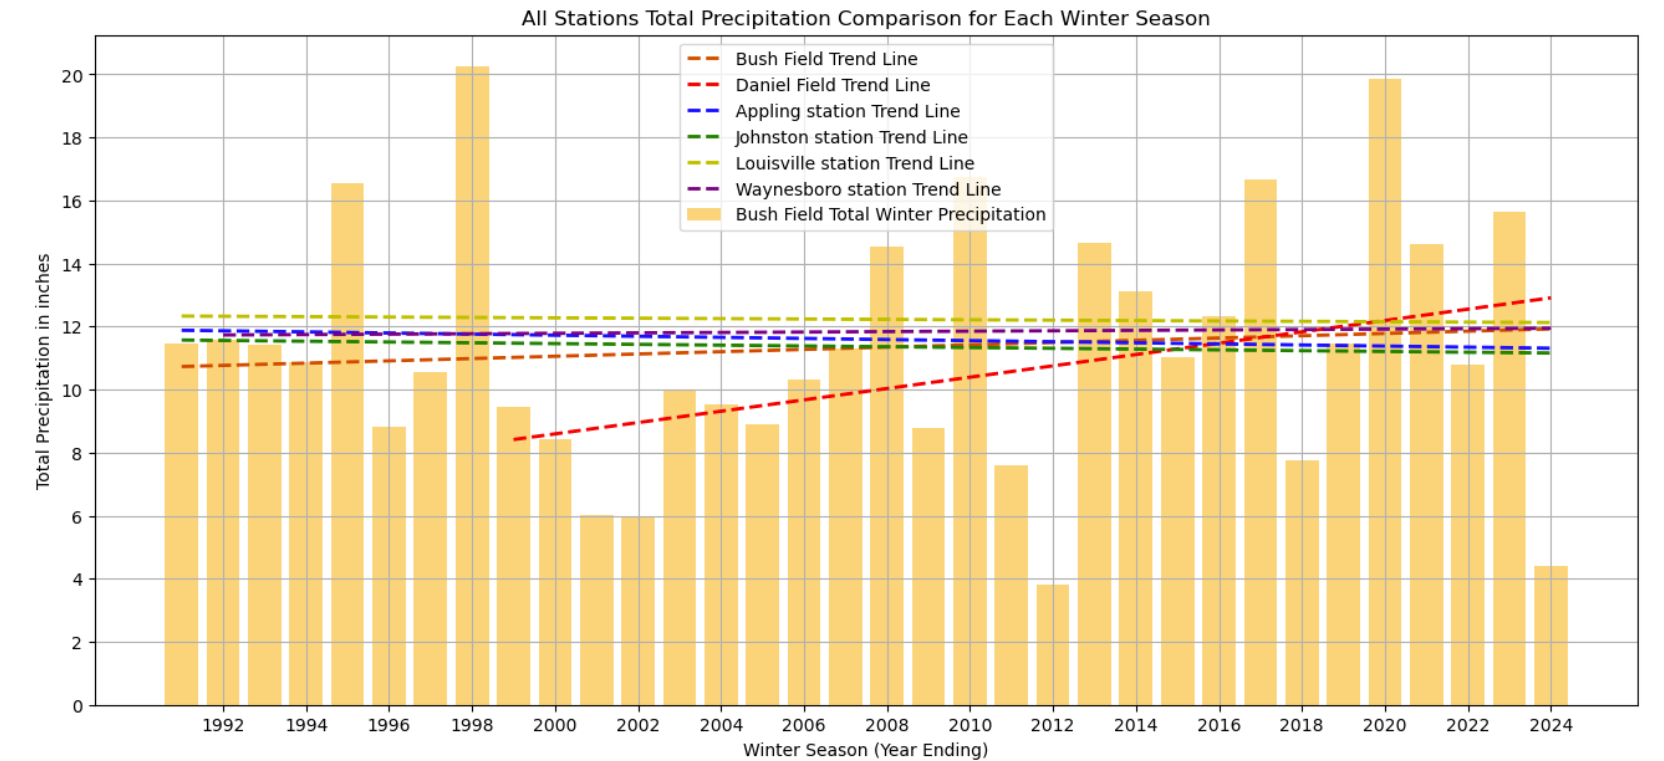 All Stations Total Precipitation Comparison for Each Winter Season
Bush Field Trend Line
Daniel Field Trend Line
Appling station Trend Line
Johnston station Trend Line
Louisville station Trend Line
Waynesboro station Trend Line
Bush Field Total Winter Precipitation
Total Precipitation in inches
20
18
16
14
12
10
8
6
4
2
0
1992 1994 1996 1998 2000 2002 2004 2006 2008 2010 2012 2014 2016 2018 2020 2022 2024
Winter Season (Year Ending)